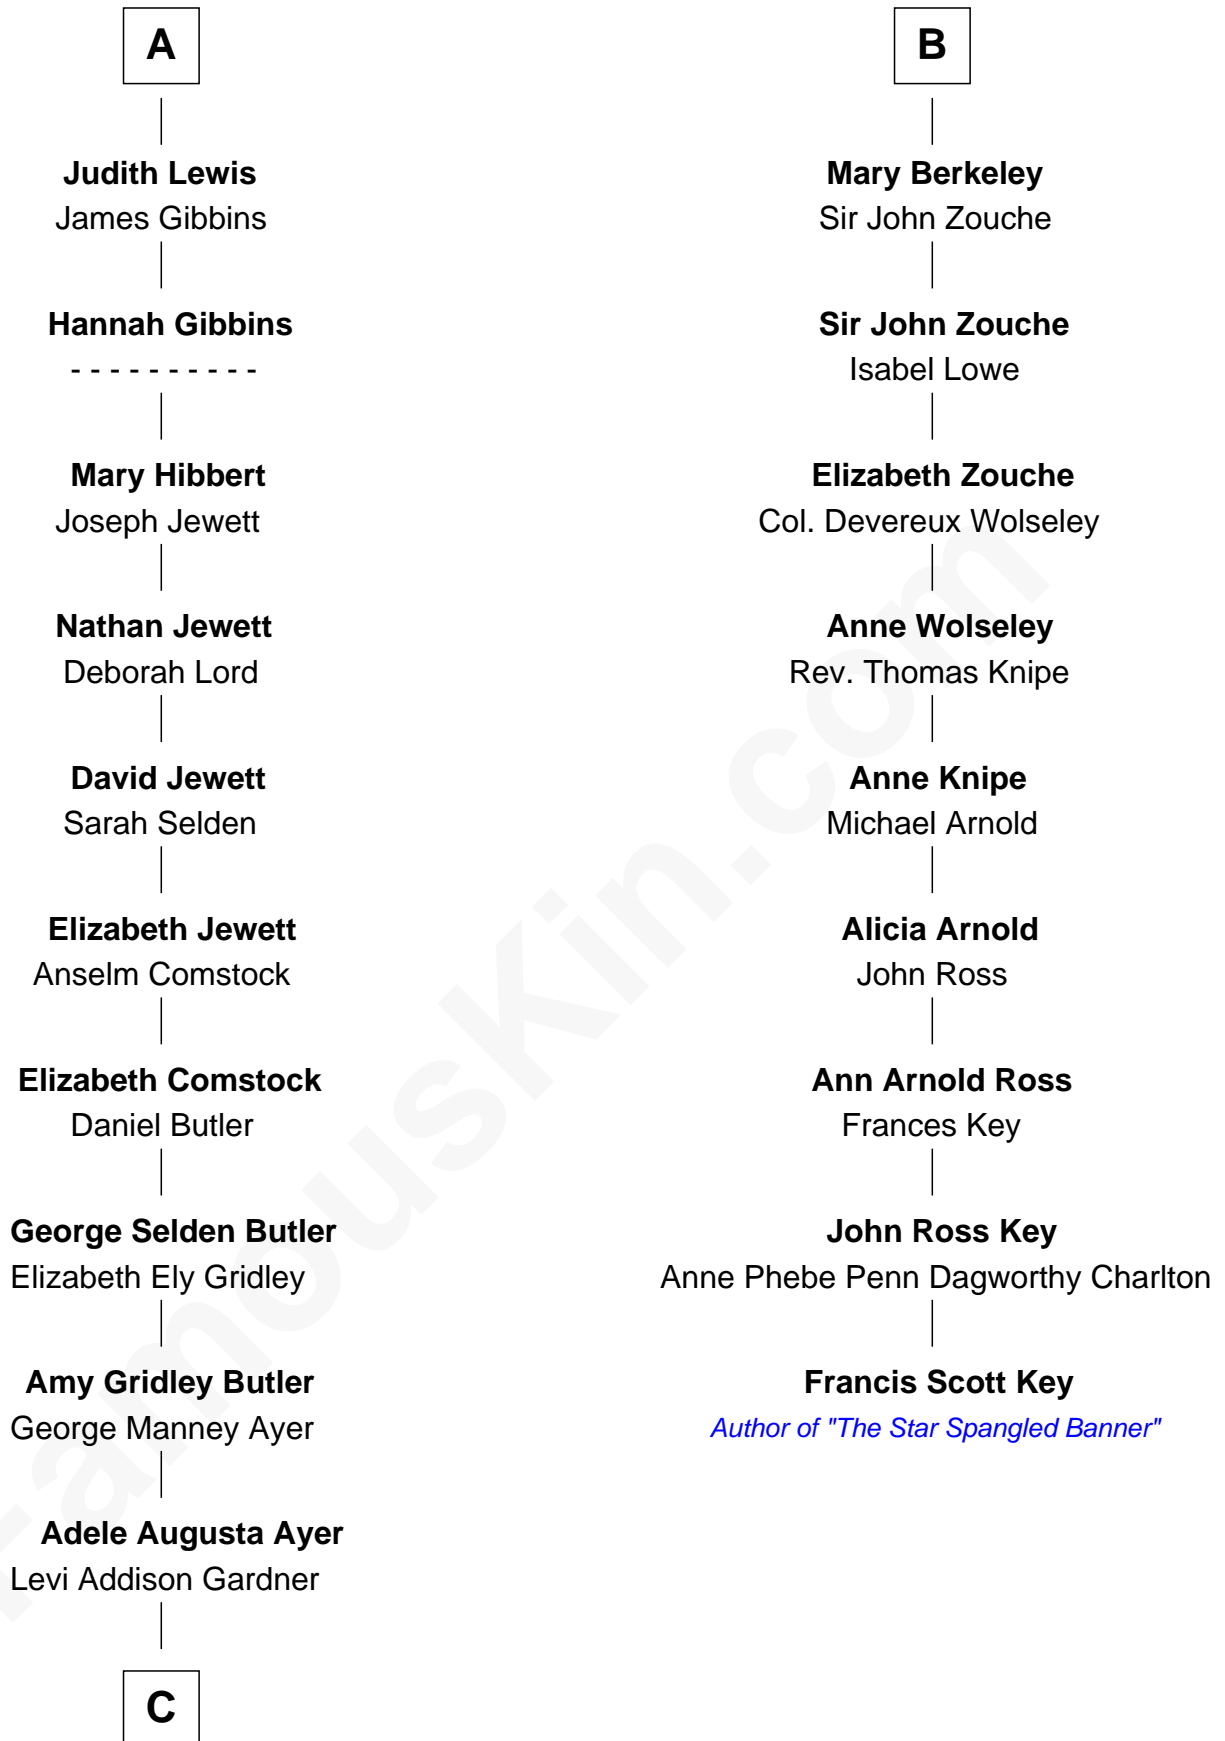 A
Judith Lewis
James Gibbins
Hannah Gibbins
- - - - - - - - - -
Mary Hibbert
Joseph Jewett
Nathan Jewett
Deborah Lord
David Jewett
Sarah Selden
Elizabeth Jewett
Anselm Comstock
Elizabeth Comstock
Daniel Butler
George Selden Butler
Elizabeth Ely Gridley
Amy Gridley Butler
George Manney Ayer
Adele Augusta Ayer
Levi Addison Gardner
C
B
Mary Berkeley
Sir John Zouche
Sir John Zouche
Isabel Lowe
Elizabeth Zouche
Col. Devereux Wolseley
Anne Wolseley
Rev. Thomas Knipe
Anne Knipe
Michael Arnold
Alicia Arnold
John Ross
Ann Arnold Ross
Frances Key
John Ross Key
Anne Phebe Penn Dagworthy Charlton
Francis Scott Key
Author of "The Star Spangled Banner"
FamousKin.com